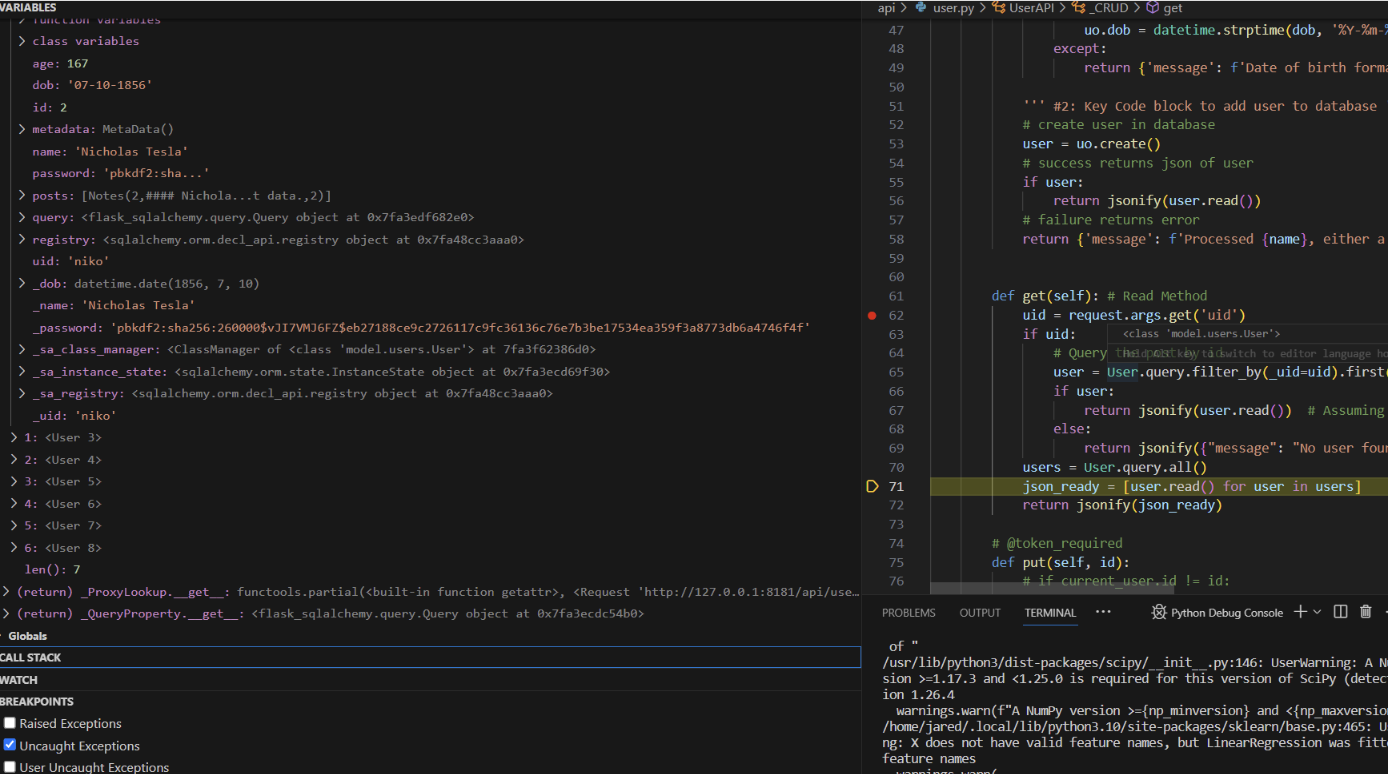 VARIABLES
function variables
class variables
age: 167
dob: '07-10-1856'
id: 2
metadata: MetaData()
name: 'Nicholas Tesla'
password: 'pbkdf2:sha...'
posts: [Notes(2,#### Nichola...t data.,2)]
query: <flask_sqlalchemy.query.Query object at 0x7fa3edf682e0>
registry: <sqlalchemy.orm.decl_api.registry object at 0x7fa48cc3aaa0>
uid: 'niko'
_dob: datetime.date(1856, 7, 10)
_name: 'Nicholas Tesla'
_password: 'pbkdf2:sha256:260000$vJI7VMJ6FZ$eb27188ce9c2726117c9fc36136c76e7b3be17534ea359f3a8773db6a4746f4f'
_sa_class_manager: <ClassManager of <class 'model.users.User'> at 7fa3f62386d0>
_sa_instance_state: <sqlalchemy.orm.state.InstanceState object at 0x7fa3ecd69f30>
_sa_registry: <sqlalchemy.orm.decl_api.registry object at 0x7fa48cc3aaa0>
_uid: 'niko'
1: <User 3>
2: <User 4>
3: <User 5>
4: <User 6>
5: <User 7>
6: <User 8>
len(): 7
(return) _ProxyLookup.__get__: functools.partial(<built-in function getattr>, <Request 'http://127.0.0.1:8181/api/use...
(return) _QueryProperty.__get__: <flask_sqlalchemy.query.Query object at 0x7fa3ecdc54b0>
Globals
CALL STACK
WATCH
BREAKPOINTS
Raised Exceptions
Uncaught Exceptions
User Uncaught Exceptions
api > user.py > UserAPI > _CRUD > get
47 uo.dob = datetime.strptime(dob, '%Y-%m-%
48 except:
49 return {'message': f'Date of birth forma
50
51 ''' #2: Key Code block to add user to database
52 # create user in database
53 user = uo.create()
54 # success returns json of user
55 if user:
56 return jsonify(user.read())
57 # failure returns error
58 return {'message': f'Processed {name}, either a
59
60
61 def get(self): # Read Method
62 uid = request.args.get('uid')
63 if uid: <class 'model.users.User'>
64 # Query the post by id
Hold Alt key to switch to editor language ho
65 user = User.query.filter_by(_uid=uid).first(
66 if user:
67 return jsonify(user.read()) # Assuming
68 else:
69 return jsonify({"message": "No user foun
70 users = User.query.all()
71 json_ready = [user.read() for user in users]
72 return jsonify(json_ready)
73
74 # @token_required
75 def put(self, id):
76 # if current_user.id != id:
PROBLEMS OUTPUT TERMINAL ... Python Debug Console
of "
/usr/lib/python3/dist-packages/scipy/__init__.py:146: UserWarning: A N
sion >=1.17.3 and <1.25.0 is required for this version of SciPy (detec
ion 1.26.4
warnings.warn(f"A NumPy version >={np_minversion} and <{np_maxversion
/home/jared/.local/lib/python3.10/site-packages/sklearn/base.py:465: Us
ng: X does not have valid feature names, but LinearRegression was fitte
feature names
warnings.warn(